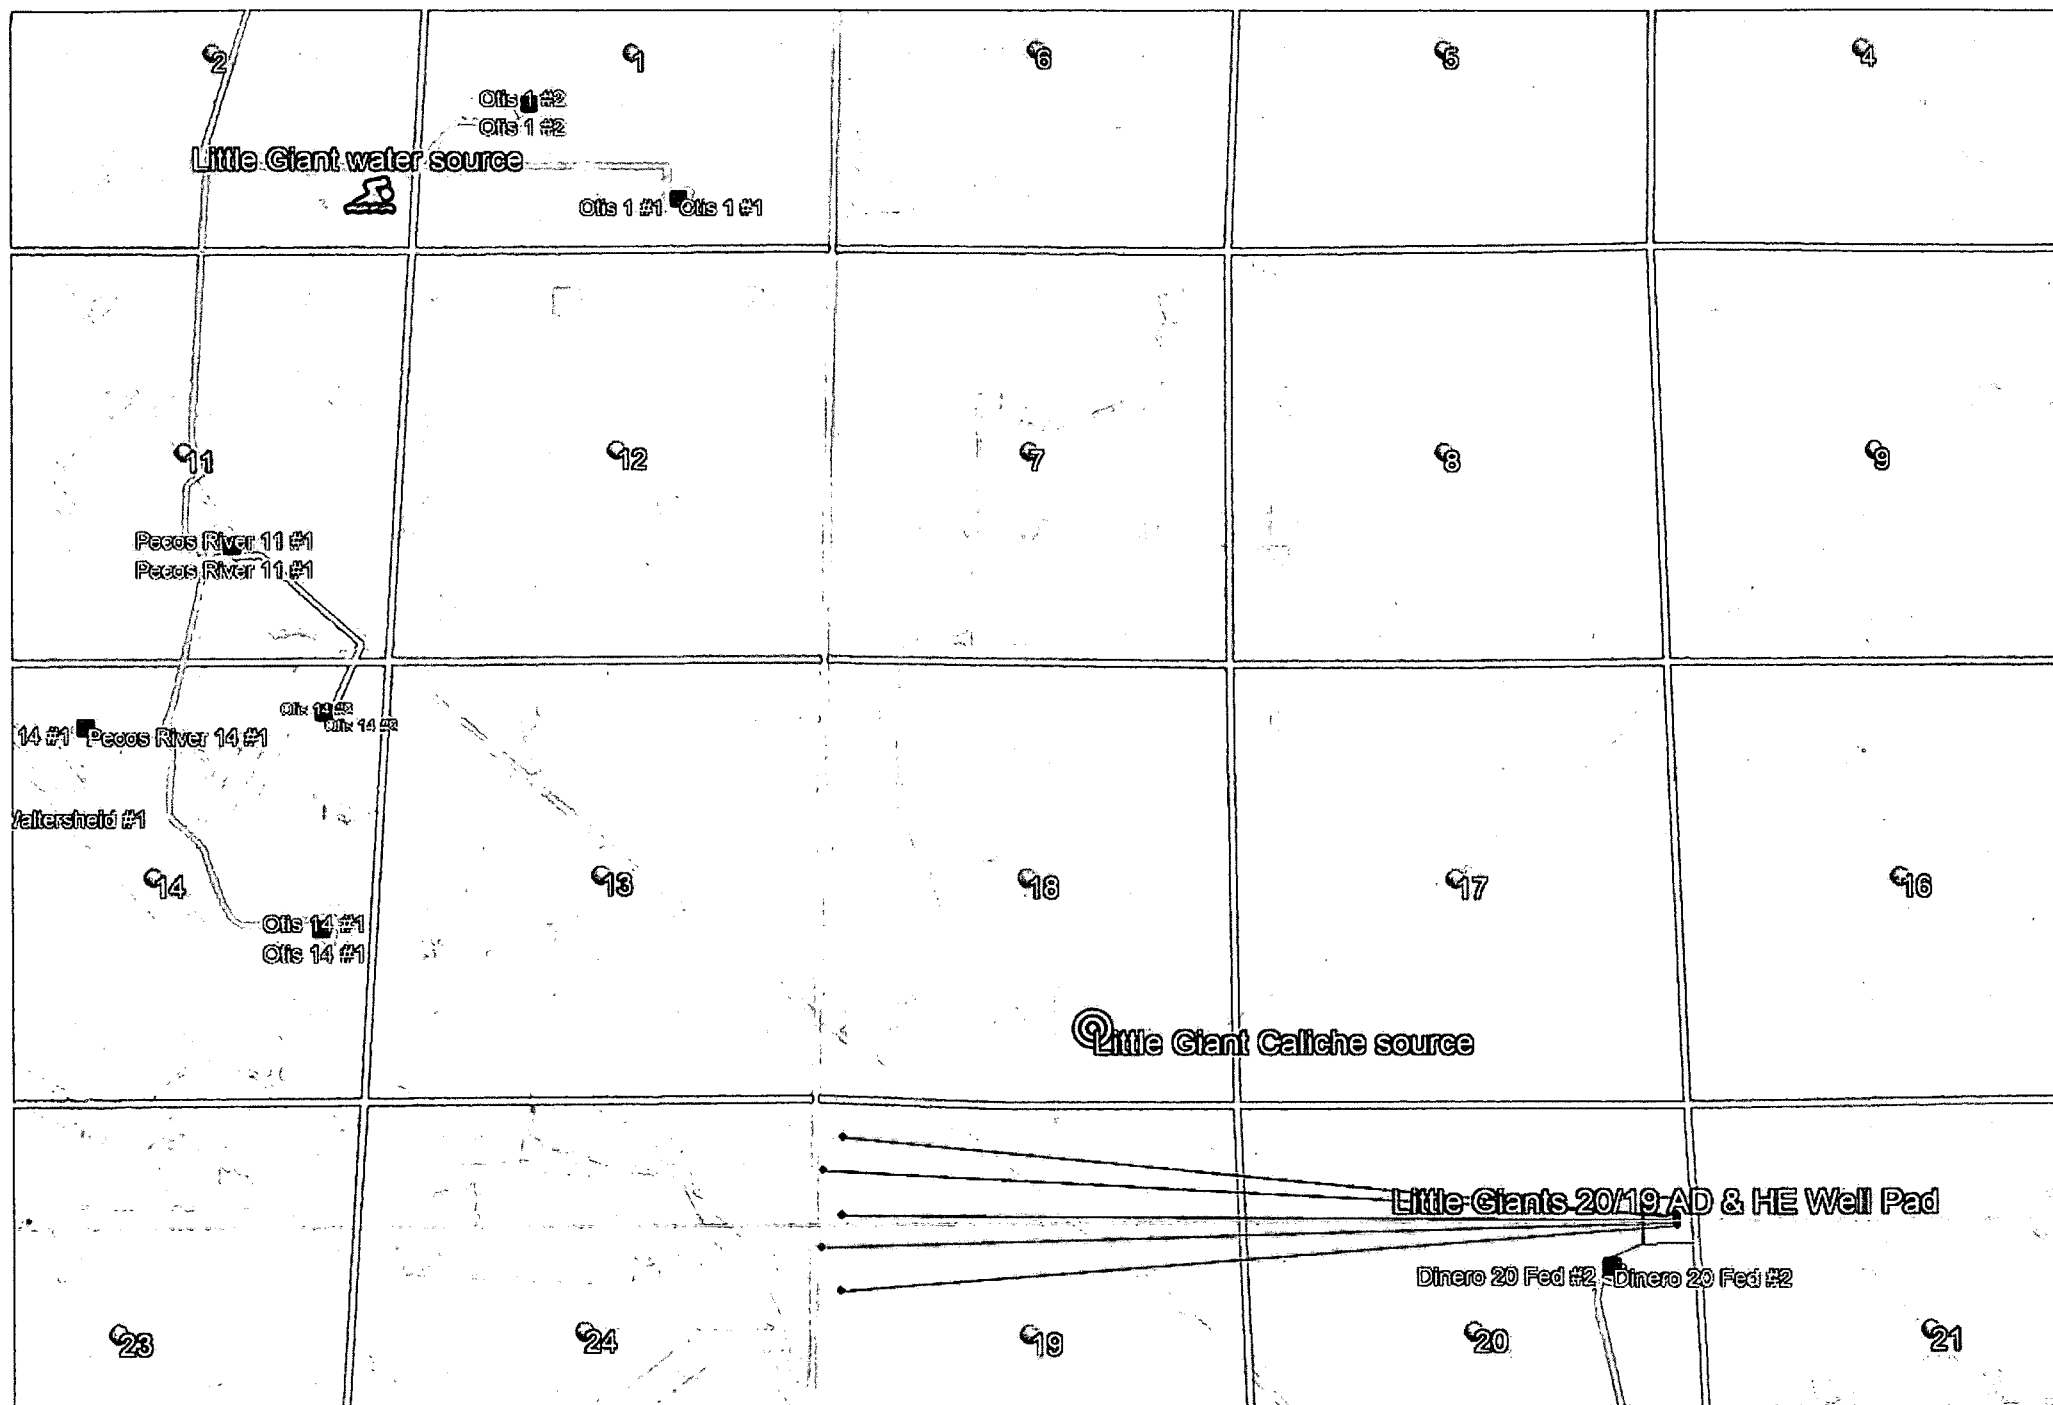 2
1
6
5
4
Otis 1 #2
Otis 1 #2
Little Giant water source
Otis 1 #1 Otis 1 #1
11
12
7
8
9
Pecos River 11 #1
Pecos River 11 #1
Otis 14 #2
Otis 14 #2
14 #1 Pecos River 14 #1
altersheid #1
14
13
18
17
16
Otis 14 #1
Otis 14 #1
Little Giant Caliche source
Little Giants 20/19 AD & HE Well Pad
Dinero 20 Fed #2 Dinero 20 Fed #2
23
24
19
20
21